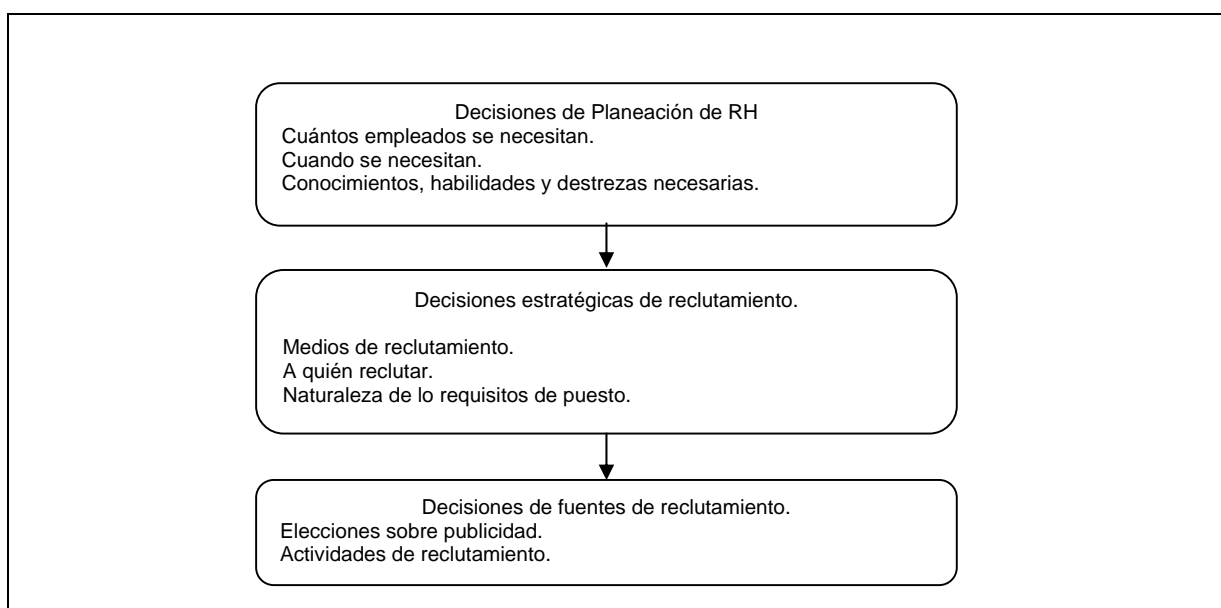 Decisiones de Planeación de RH
Cuántos empleados se necesitan.
Cuando se necesitan.
Conocimientos, habilidades y destrezas necesarias.
Decisiones estratégicas de reclutamiento.
Medios de reclutamiento.
A quién reclutar.
Naturaleza de lo requisitos de puesto.
Decisiones de fuentes de reclutamiento.
Elecciones sobre publicidad.
Actividades de reclutamiento.